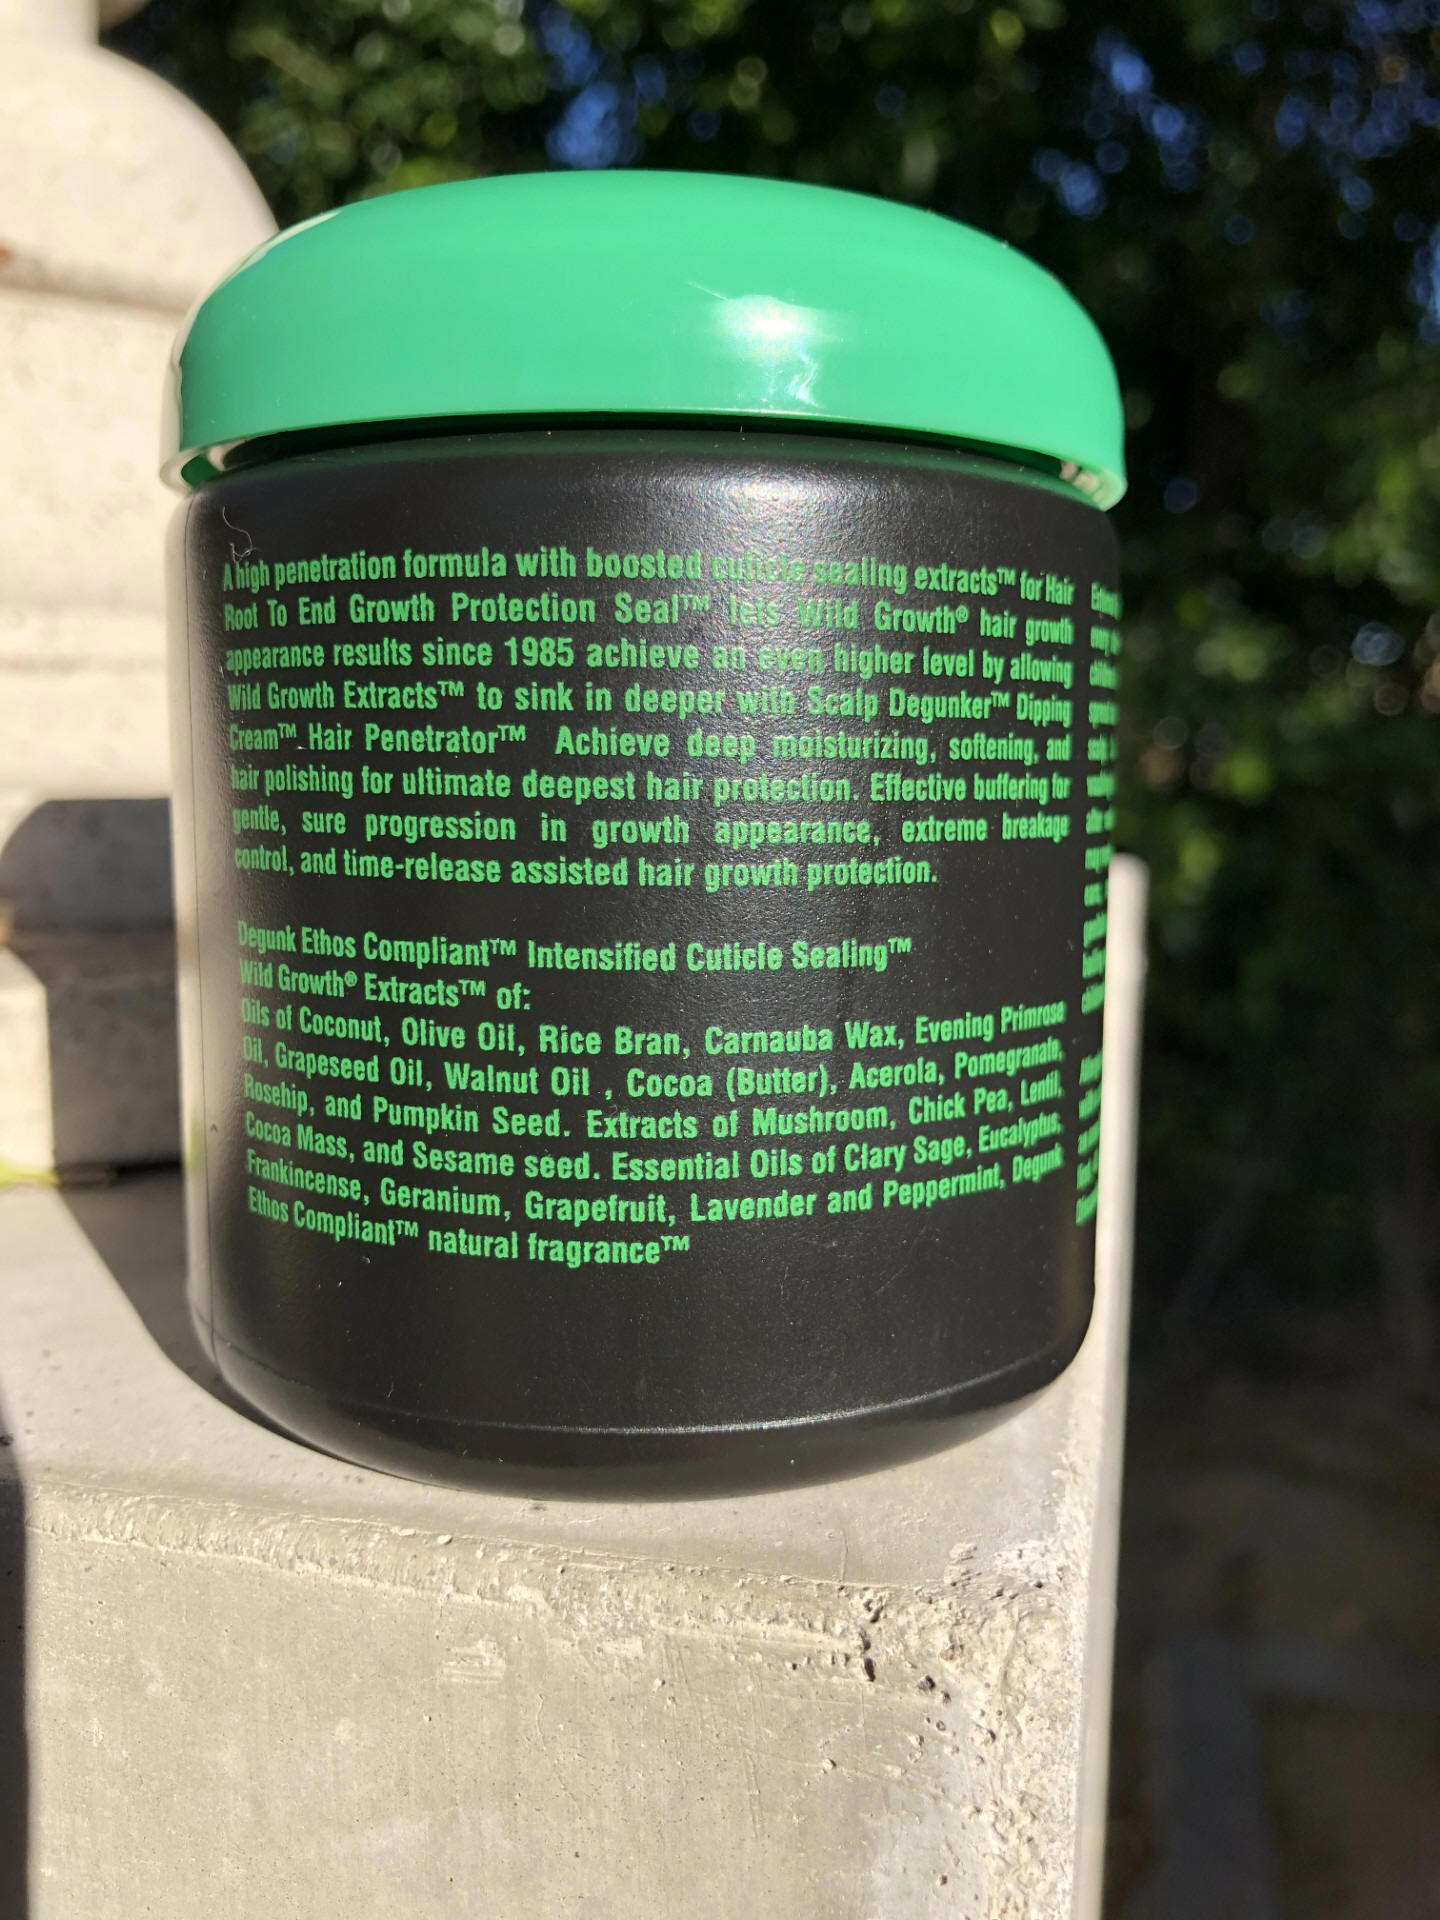 A high penetration formula with boosted cuticle sealing extracts™ for Hair
Root To End Growth Protection Seal™ lets Wild Growth® hair growth
appearance results since 1985 achieve an even higher level by allowing
Wild Growth Extracts™ to sink in deeper with Scalp Degunker™ Dipping
Cream™ Hair Penetrator™ Achieve deep moisturizing, softening, and
hair polishing for ultimate deepest hair protection. Effective buffering for
gentle, sure progression in growth appearance, extreme breakage
control, and time-release assisted hair growth protection.
Degunk Ethos Compliant™ Intensified Cuticle Sealing™
Wild Growth® Extracts™ of:
Oils of Coconut, Olive Oil, Rice Bran, Carnauba Wax, Evening Primrose
Oil, Grapeseed Oil, Walnut Oil , Cocoa (Butter), Acerola, Pomegranate,
Rosehip, and Pumpkin Seed. Extracts of Mushroom, Chick Pea, Lentil,
Cocoa Mass, and Sesame seed. Essential Oils of Clary Sage, Eucalyptus,
Frankincense, Geranium, Grapefruit, Lavender and Peppermint, Degunk
Ethos Compliant™ natural fragrance™